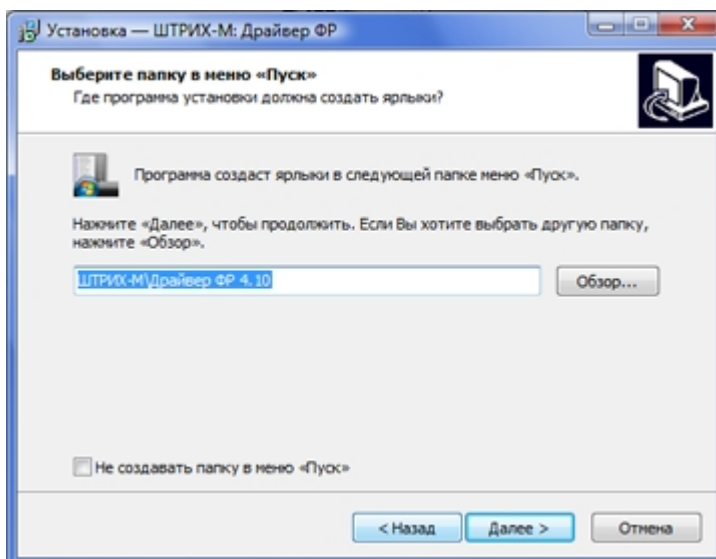 Установка — ШТРИХ-М: Драйвер ФР
Выберите папку в меню «Пуск»
Где программа установки должна создать ярлыки?
Программа создаст ярлыки в следующей папке меню «Пуск».
Нажмите «Далее», чтобы продолжить. Если Вы хотите выбрать другую папку,
нажмите «Обзор».
ШТРИХ-М\Драйвер ФР 4.10
Обзор...
Не создавать папку в меню «Пуск»
< Назад
Далее >
Отмена